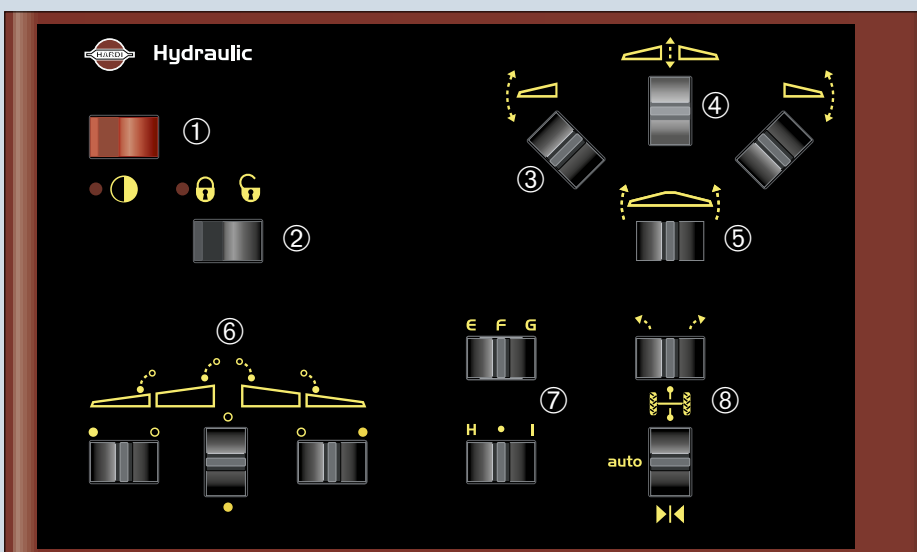 HARDI Hydraulic
④
①
③
②
⑤
⑥
E F G
⑦
⑧
H • I
auto